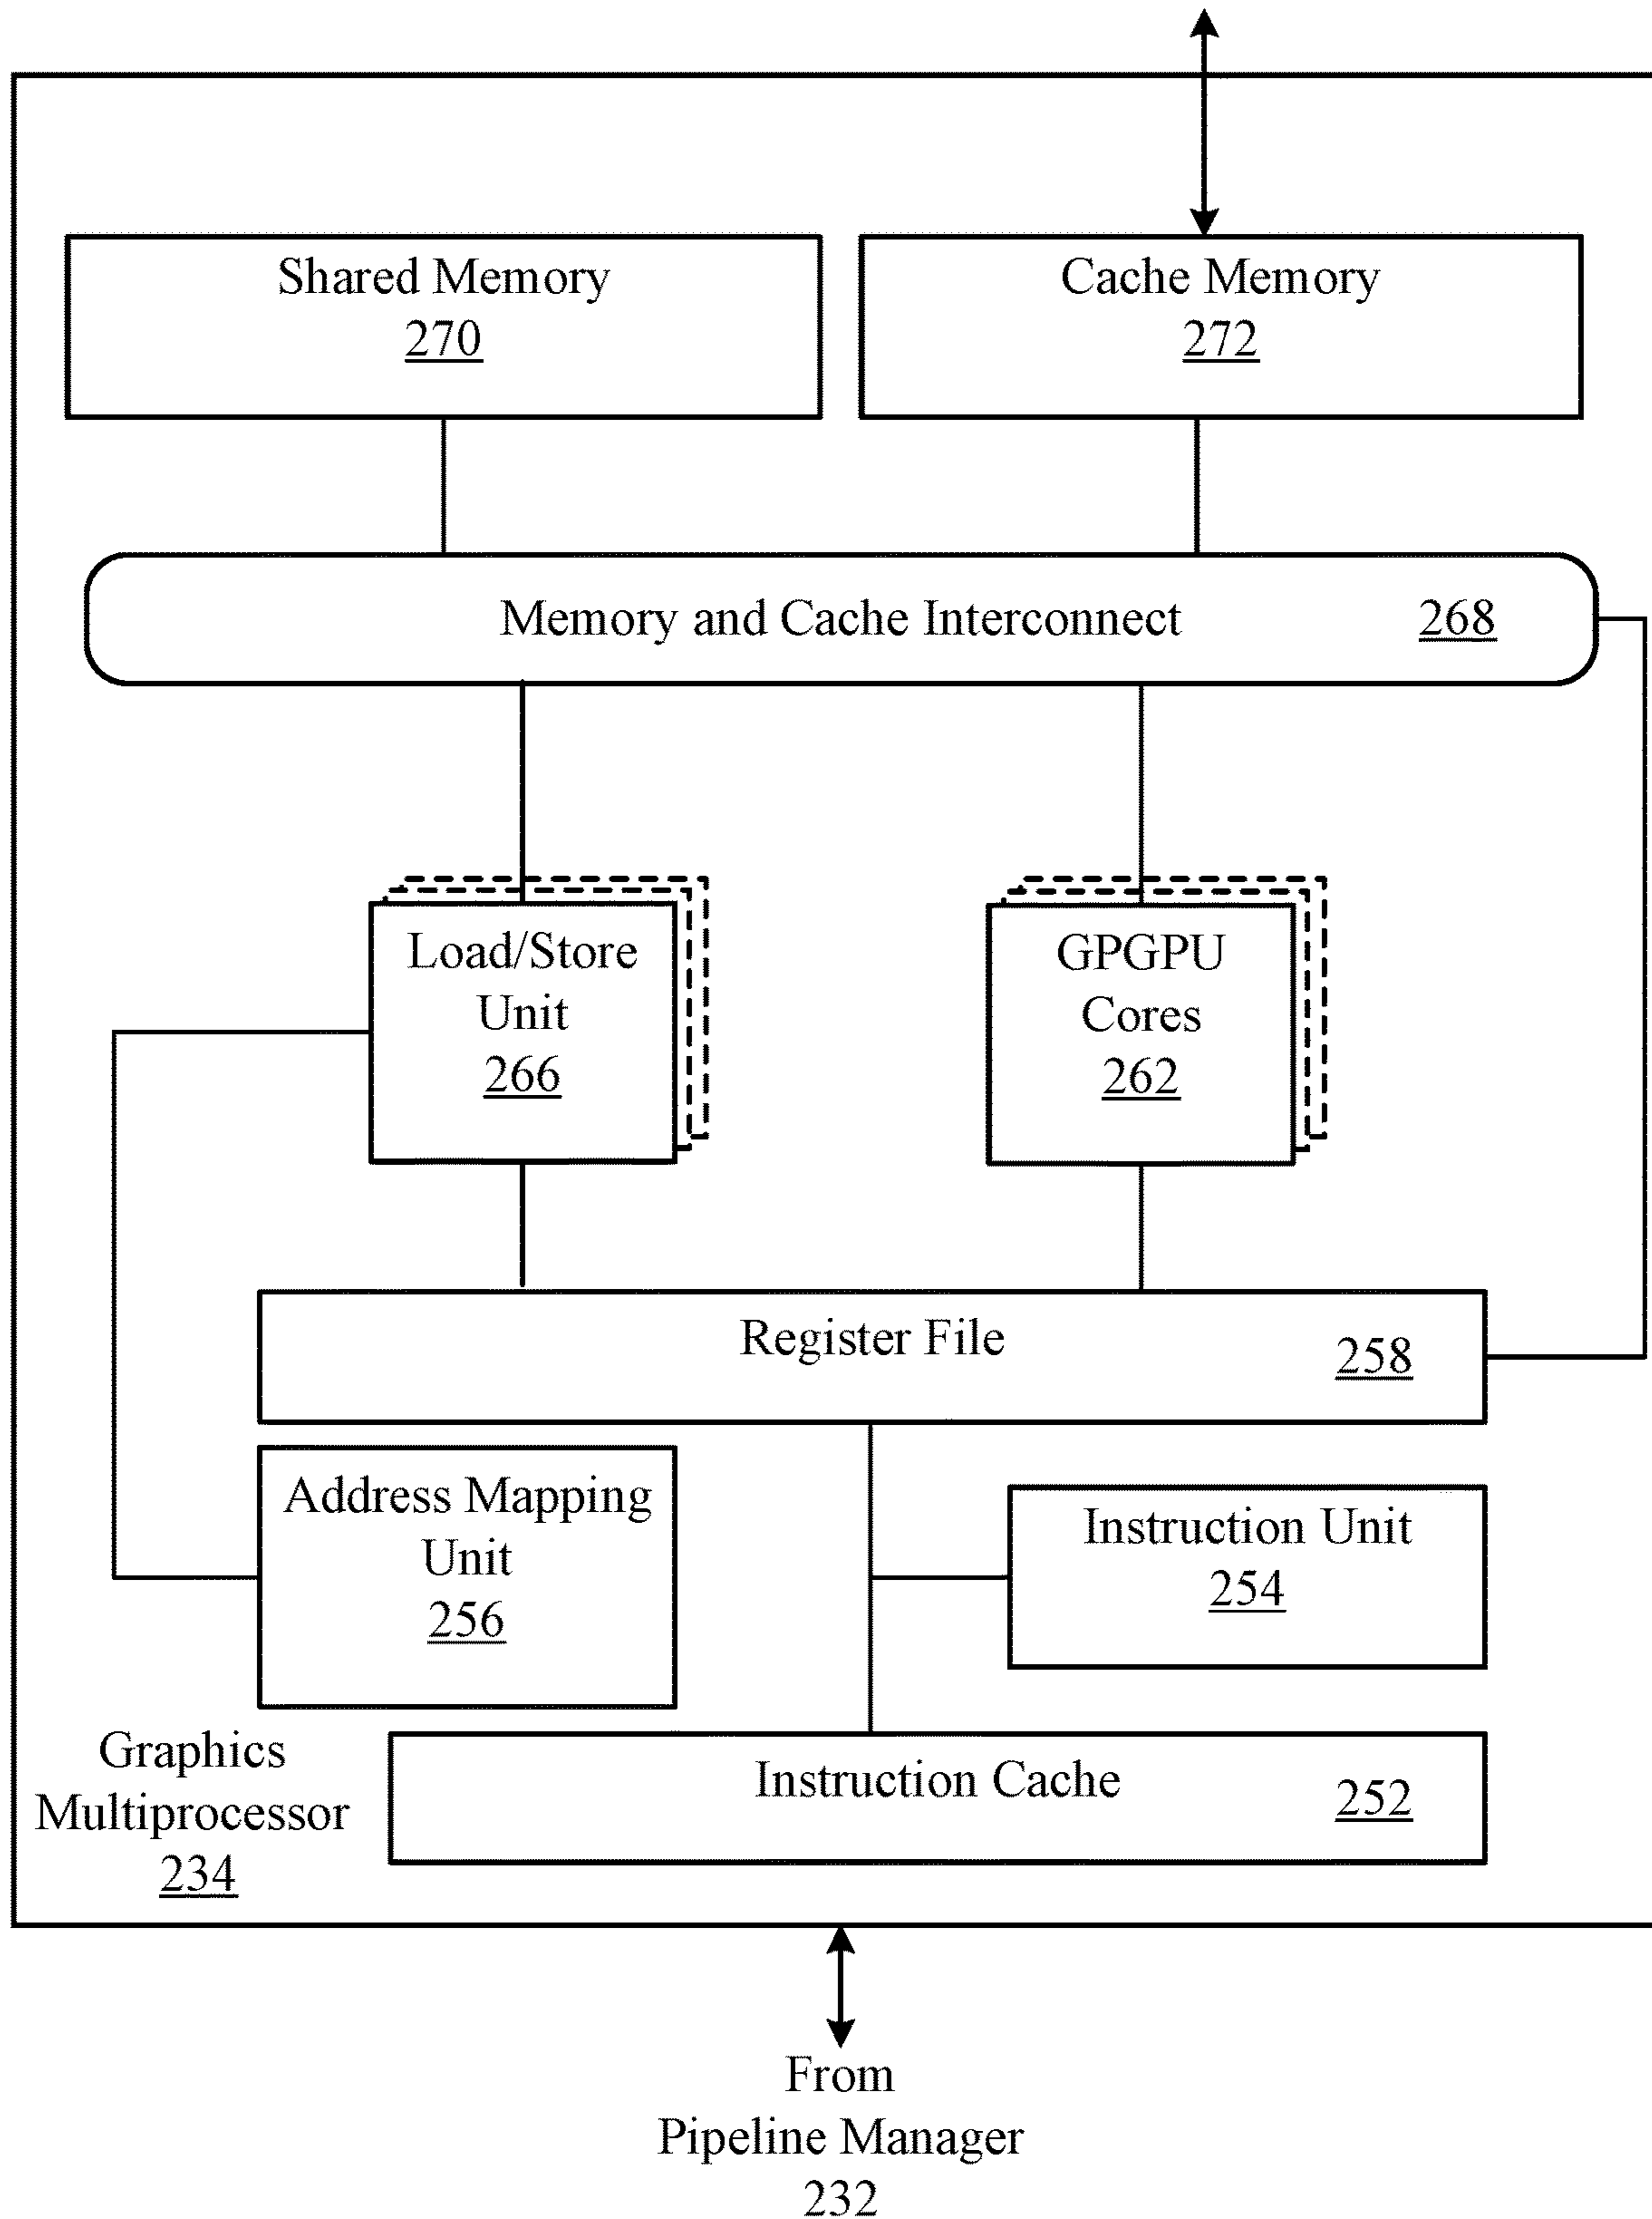 Shared Memory
270
Cache Memory
272
Memory and Cache Interconnect 268
Load/Store
Unit
266
GPGPU
Cores
262
Register File 258
Address Mapping
Unit
256
Instruction Unit
254
Graphics
Multiprocessor
234
Instruction Cache 252
From
Pipeline Manager
232